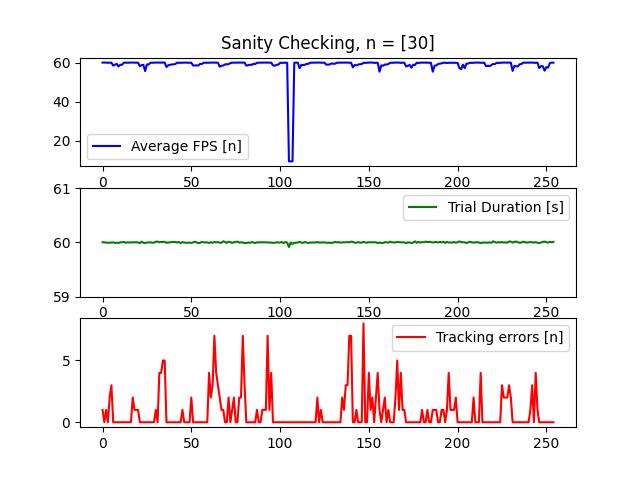 Sanity Checking, n = [30]
60
40
20
Average FPS [n]
0 50 100 150 200 250
61
60
59
Trial Duration [s]
0 50 100 150 200 250
5
0
Tracking errors [n]
0 50 100 150 200 250